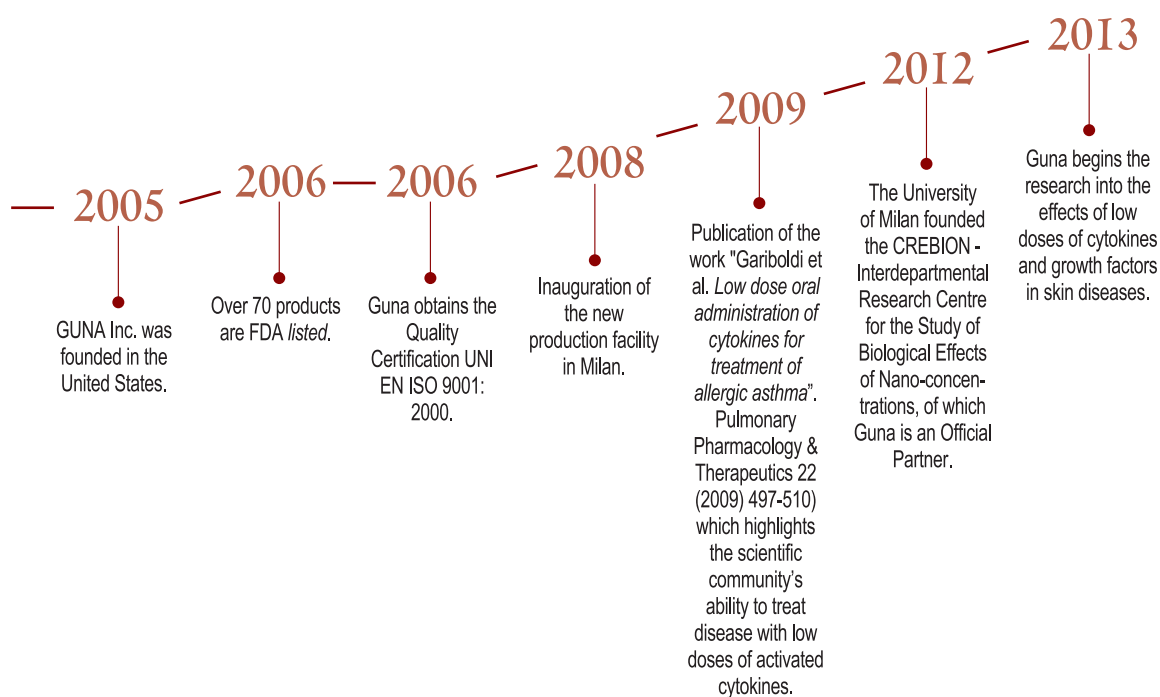 2005
GUNA Inc. was
founded in the
United States.
2006
Over 70 products
are FDA listed.
2006
Guna obtains the
Quality
Certification UNI
EN ISO 9001:
2000.
2008
Inauguration of
the new
production facility
in Milan.
2009
Publication of the
work "Gariboldi et
al. Low dose oral
administration of
cytokines for
treatment of
allergic asthma”.
Pulmonary
Pharmacology &
Therapeutics 22
(2009) 497-510)
which highlights
the scientific
community’s
ability to treat
disease with low
doses of activated
cytokines.
2012
The University
of Milan founded
the CREBION -
Interdepartmental
Research Centre
for the Study of
Biological Effects
of Nano-concen-
trations, of which
Guna is an Official
Partner.
2013
Guna begins the
research into the
effects of low
doses of cytokines
and growth factors
in skin diseases.